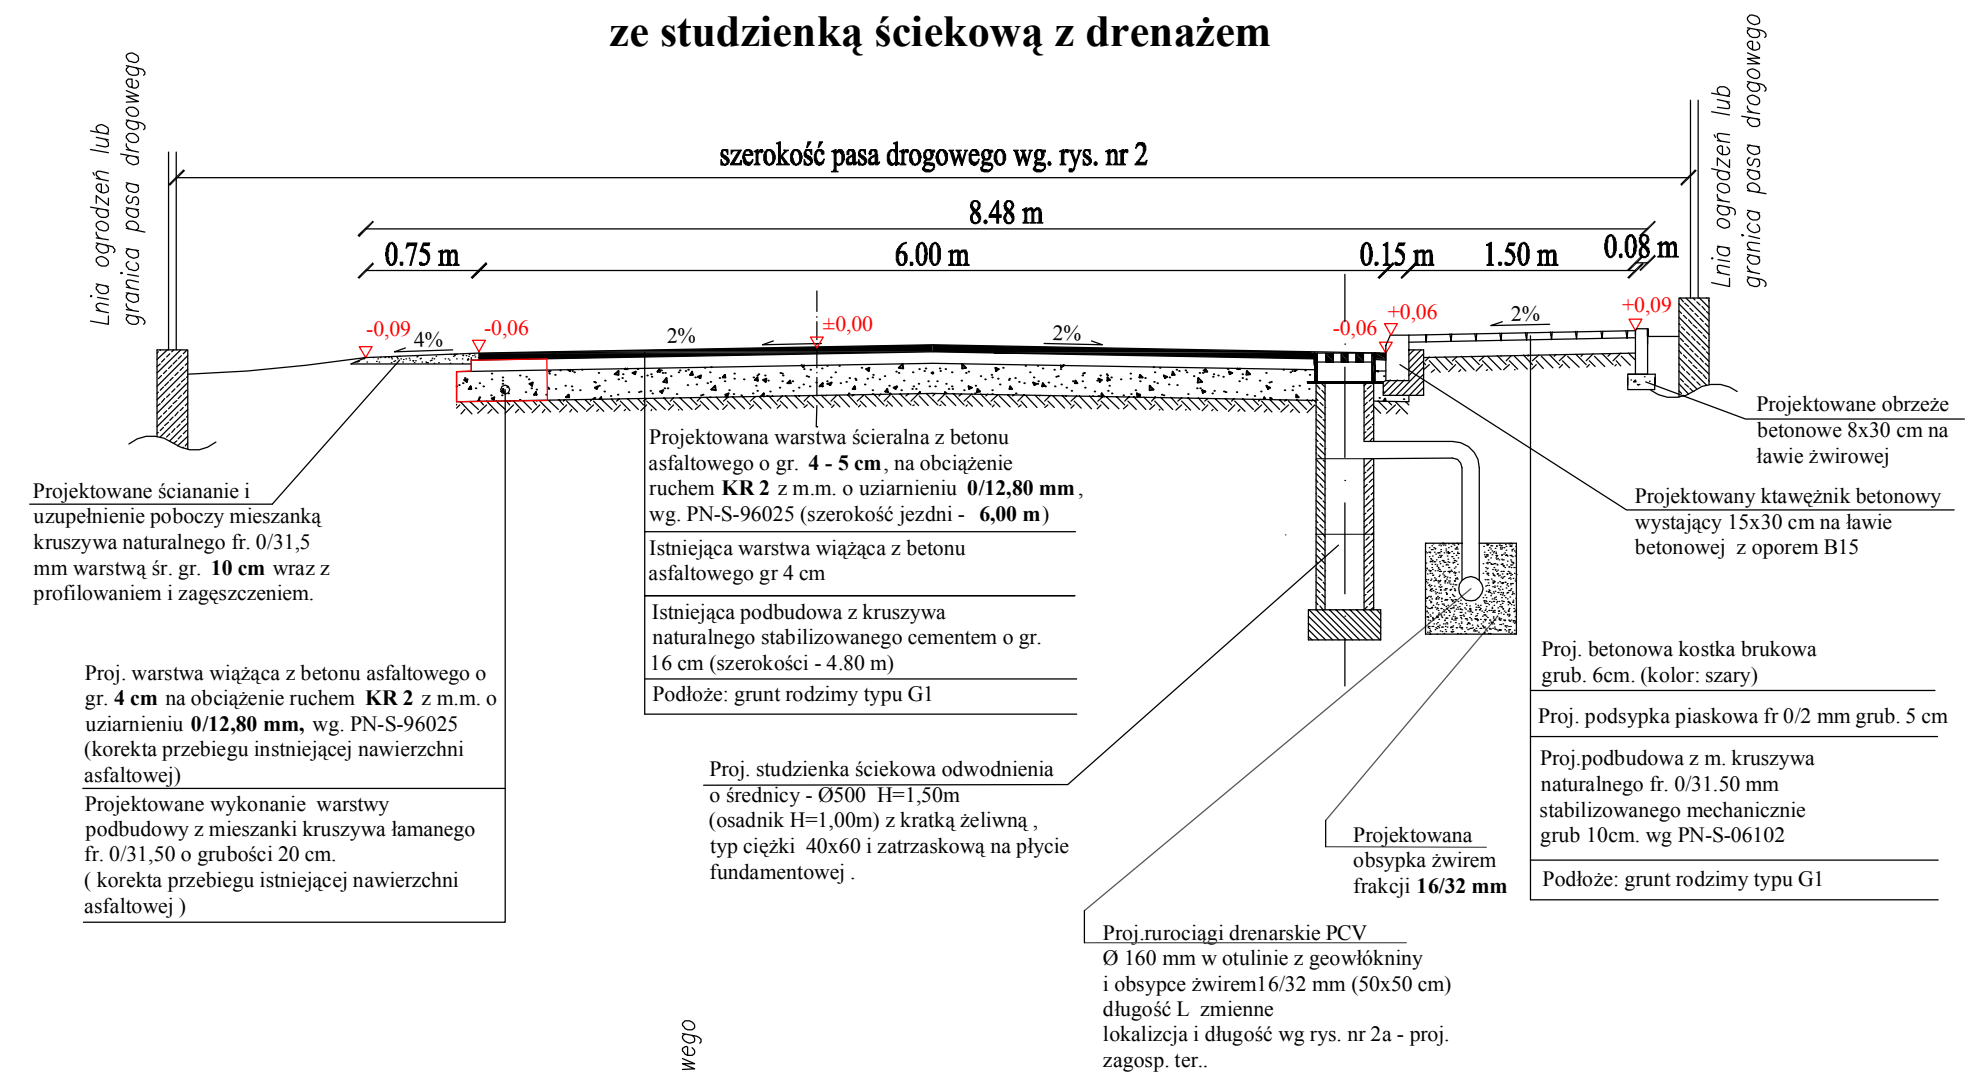 ze studzienką ściekową z drenażem
Lnia ogrodzeń lub
granica pasa drogowego
Lnia ogrodzeń lub
granica pasa drogowego
szerokość pasa drogowego wg. rys. nr 2
8.48 m
0.75 m
6.00 m
0.15 m
1.50 m
0.08 m
-0,09
4%
-0,06
2%
±0,00
2%
-0,06
+0,06
2%
+0,09
Projektowane ściananie i
uzupełnienie poboczy mieszanką
kruszywa naturalnego fr. 0/31,5
mm warstwą śr. gr. 10 cm wraz z
profilowaniem i zagęszczeniem.
Proj. warstwa wiążąca z betonu asfaltowego o
gr. 4 cm na obciążenie ruchem KR 2 z m.m. o
uziarnieniu 0/12,80 mm, wg. PN-S-96025
(korekta przebiegu instniejącej nawierzchni
asfaltowej)
Projektowane wykonanie warstwy
podbudowy z mieszanki kruszywa łamanego
fr. 0/31,50 o grubości 20 cm.
( korekta przebiegu istniejącej nawierzchni
asfaltowej )
Projektowana warstwa ścieralna z betonu
asfaltowego o gr. 4 - 5 cm, na obciążenie
ruchem KR 2 z m.m. o uziarnieniu 0/12,80 mm,
wg. PN-S-96025 (szerokość jezdni - 6,00 m)
Istniejąca warstwa wiążąca z betonu
asfaltowego gr 4 cm
Istniejąca podbudowa z kruszywa
naturalnego stabilizowanego cementem o gr.
16 cm (szerokości - 4.80 m)
Podłoże: grunt rodzimy typu G1
Proj. studzienka ściekowa odwodnienia
o średnicy - Ø500 H=1,50m
(osadnik H=1,00m) z kratką żeliwną ,
typ ciężki 40x60 i zatrzaskową na płycie
fundamentowej .
Projektowane obrzeże
betonowe 8x30 cm na
ławie żwirowej
Projektowany ktawężnik betonowy
wystający 15x30 cm na ławie
betonowej z oporem B15
Proj. betonowa kostka brukowa
grub. 6cm. (kolor: szary)
Proj. podsypka piaskowa fr 0/2 mm grub. 5 cm
Proj.podbudowa z m. kruszywa
naturalnego fr. 0/31.50 mm
stabilizowanego mechanicznie
grub 10cm. wg PN-S-06102
Podłoże: grunt rodzimy typu G1
Projektowana
obsypka żwirem
frakcji 16/32 mm
Proj.rurociągi drenarskie PCV
Ø 160 mm w otulinie z geowłókniny
i obsypce żwirem16/32 mm (50x50 cm)
długość L zmienne
lokalizcja i długość wg rys. nr 2a - proj.
zagosp. ter..
wego